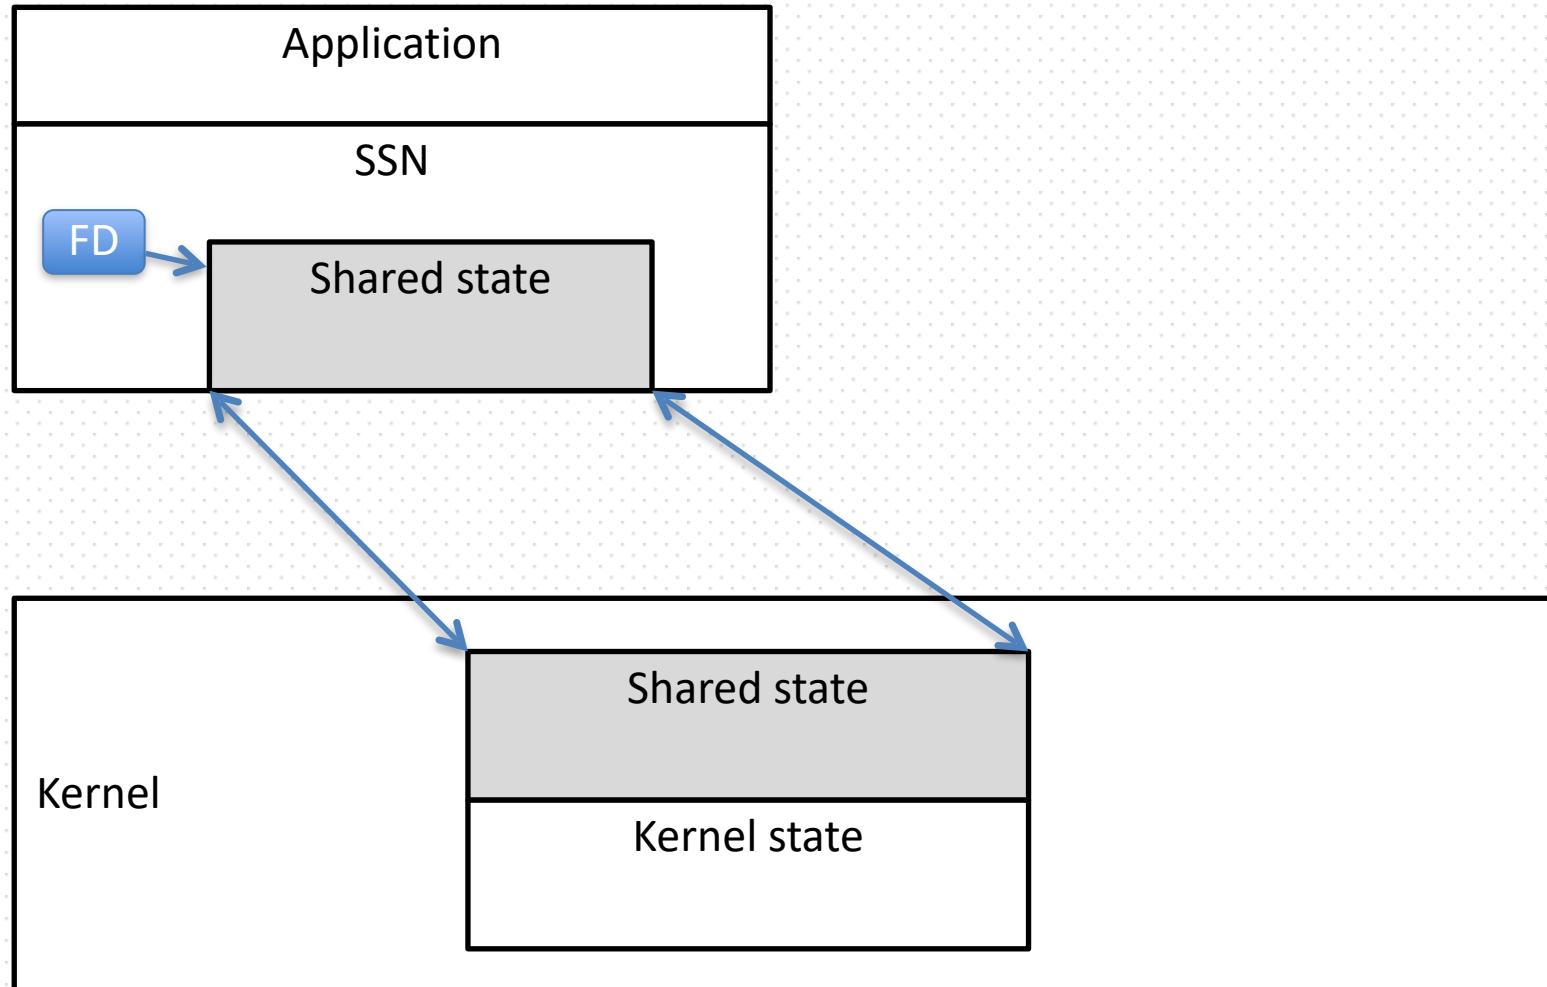 Application
SSN
FD
Shared state
Shared state
Kernel
Kernel state